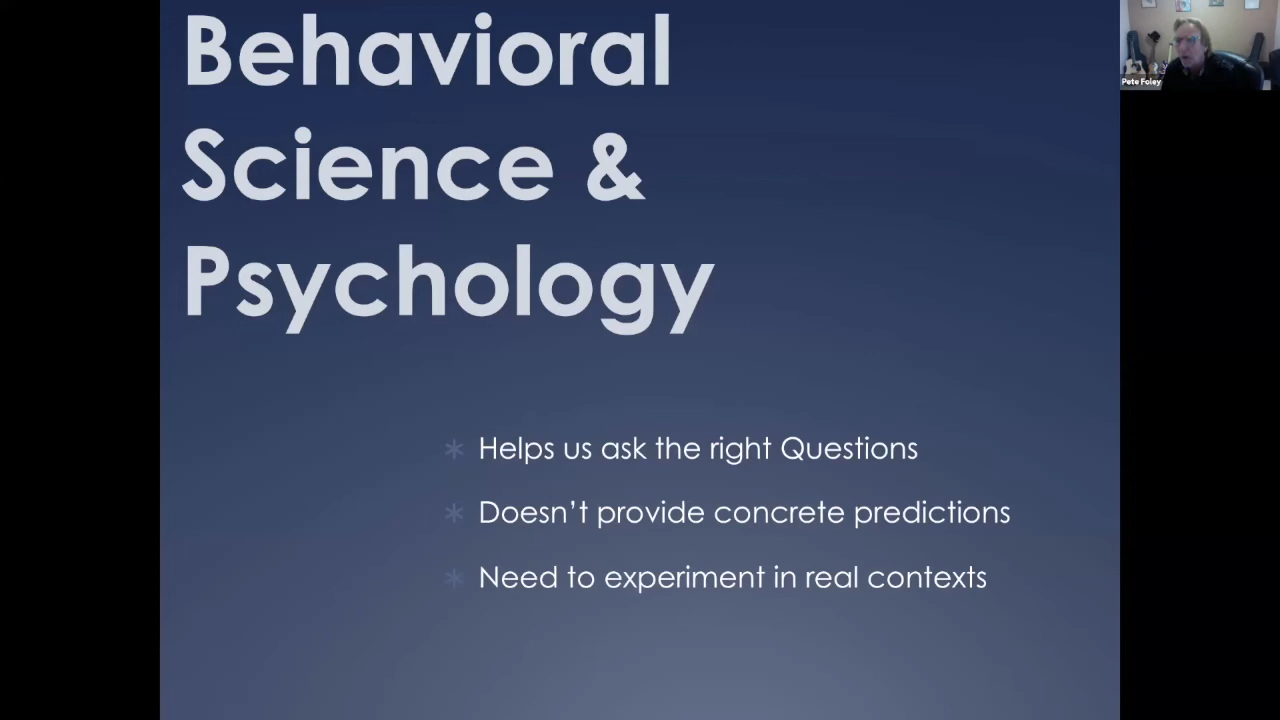 Behavioral
Science &
Psychology
Helps us ask the right Questions
Doesn't provide concrete predictions
Need to experiment in real contexts
Pete Foley